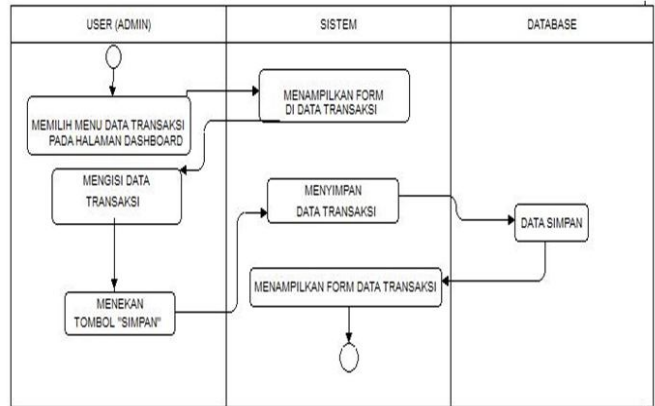 USER (ADMIN)
SISTEM
DATABASE
MEMILIH MENU DATA TRANSAKSI
PADA HALAMAN DASHBOARD
MENAMPILKAN FORM
DI DATA TRANSAKSI
MENGISI DATA
TRANSAKSI
MENEKAN
TOMBOL "SIMPAN"
MENYIMPAN
DATA TRANSAKSI
DATA SIMPAN
MENAMPILKAN FORM DATA TRANSAKSI